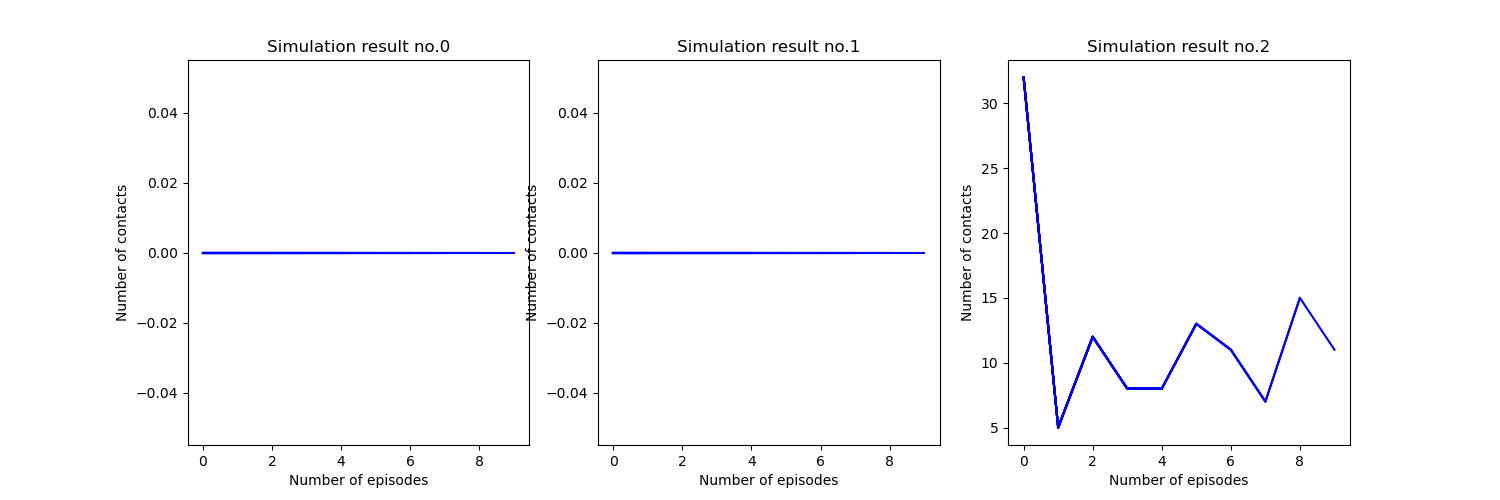 Simulation result no.0
0.04
0.02
0.00
−0.02
−0.04
Number of contacts
0 2 4 6 8
Number of episodes
Simulation result no.1
0.04
0.02
0.00
−0.02
−0.04
Number of contacts
0 2 4 6 8
Number of episodes
Simulation result no.2
30
25
20
15
10
5
Number of contacts
0 2 4 6 8
Number of episodes